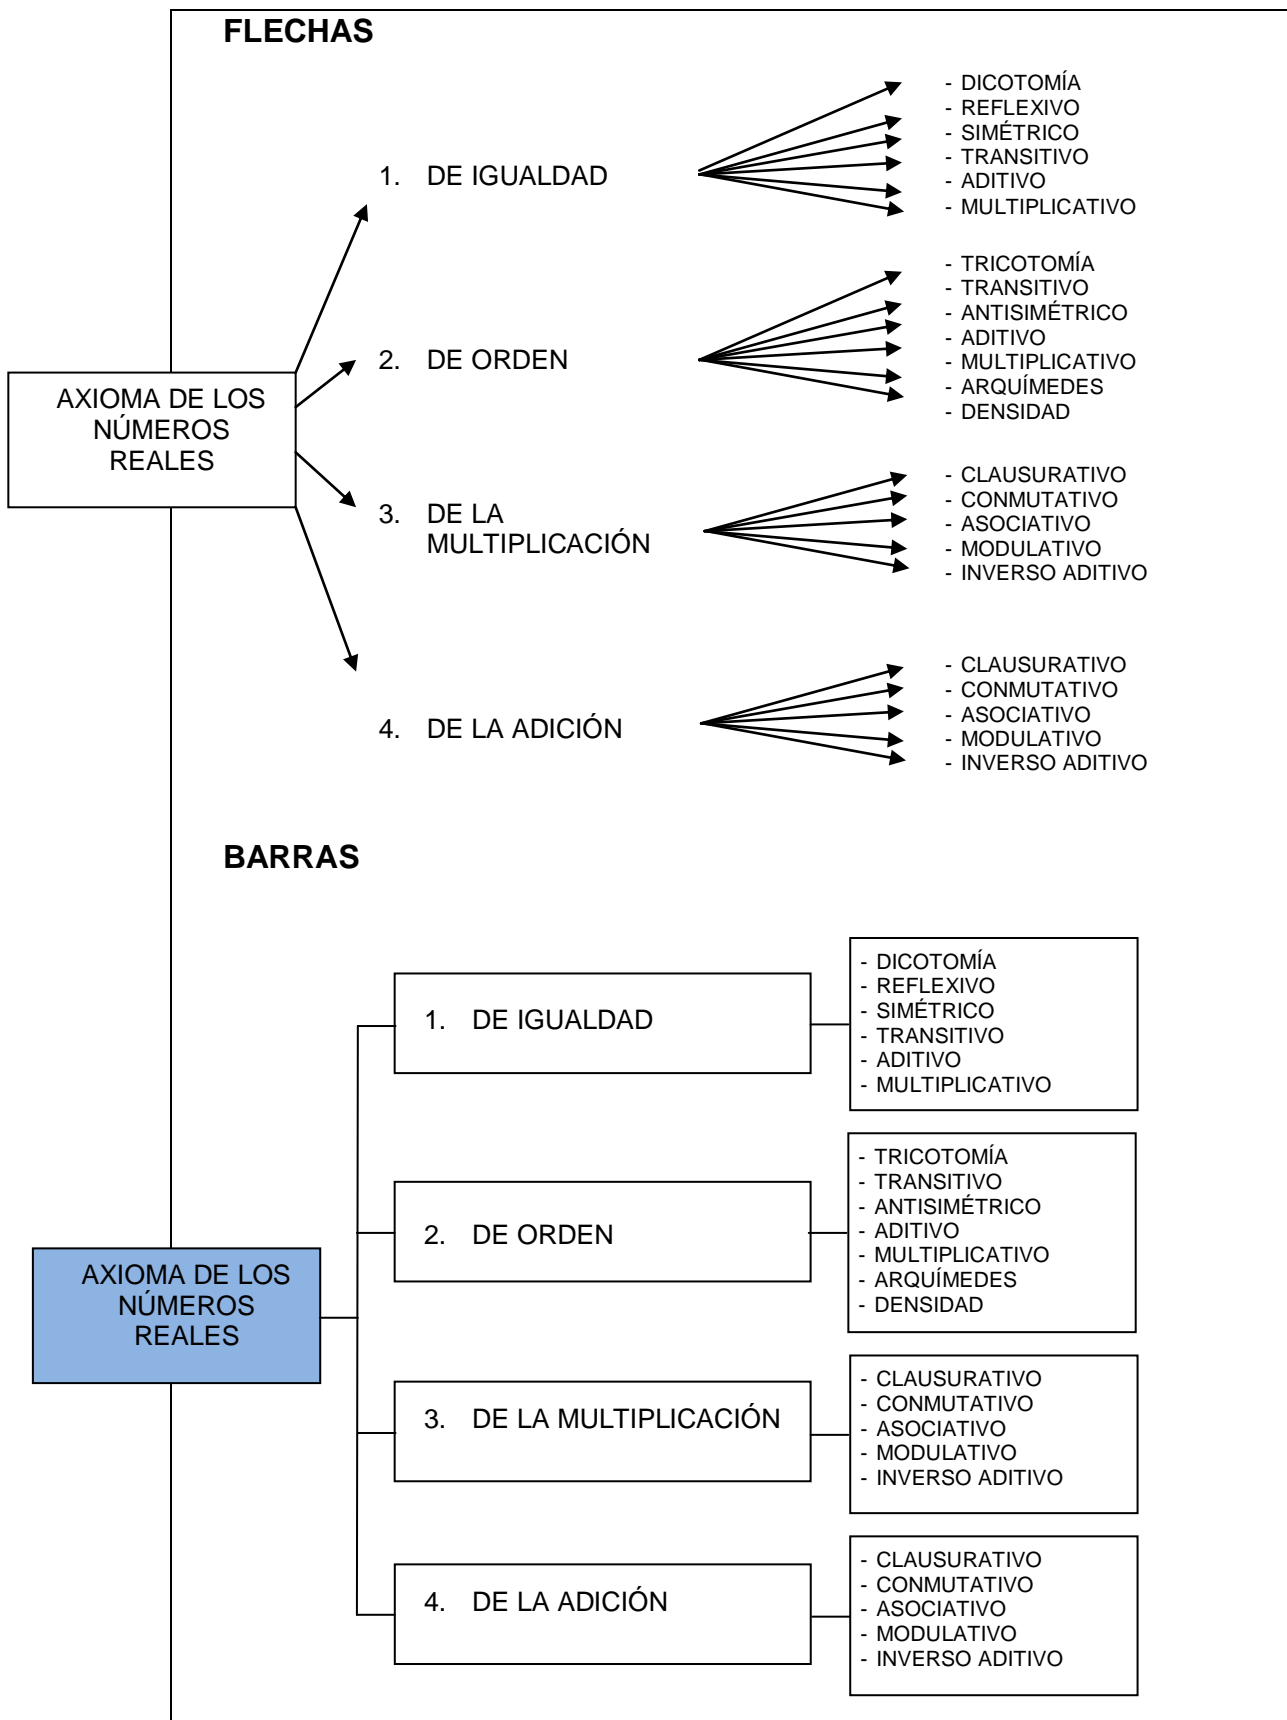 FLECHAS
AXIOMA DE LOS
NÚMEROS
REALES
1. DE IGUALDAD
- DICOTOMÍA
- REFLEXIVO
- SIMÉTRICO
- TRANSITIVO
- ADITIVO
- MULTIPLICATIVO
2. DE ORDEN
- TRICOTOMÍA
- TRANSITIVO
- ANTISIMÉTRICO
- ADITIVO
- MULTIPLICATIVO
- ARQUÍMEDES
- DENSIDAD
3. DE LA
MULTIPLICACIÓN
- CLAUSURATIVO
- CONMUTATIVO
- ASOCIATIVO
- MODULATIVO
- INVERSO ADITIVO
4. DE LA ADICIÓN
- CLAUSURATIVO
- CONMUTATIVO
- ASOCIATIVO
- MODULATIVO
- INVERSO ADITIVO
BARRAS
AXIOMA DE LOS
NÚMEROS
REALES
1. DE IGUALDAD
- DICOTOMÍA
- REFLEXIVO
- SIMÉTRICO
- TRANSITIVO
- ADITIVO
- MULTIPLICATIVO
2. DE ORDEN
- TRICOTOMÍA
- TRANSITIVO
- ANTISIMÉTRICO
- ADITIVO
- MULTIPLICATIVO
- ARQUÍMEDES
- DENSIDAD
3. DE LA MULTIPLICACIÓN
- CLAUSURATIVO
- CONMUTATIVO
- ASOCIATIVO
- MODULATIVO
- INVERSO ADITIVO
4. DE LA ADICIÓN
- CLAUSURATIVO
- CONMUTATIVO
- ASOCIATIVO
- MODULATIVO
- INVERSO ADITIVO